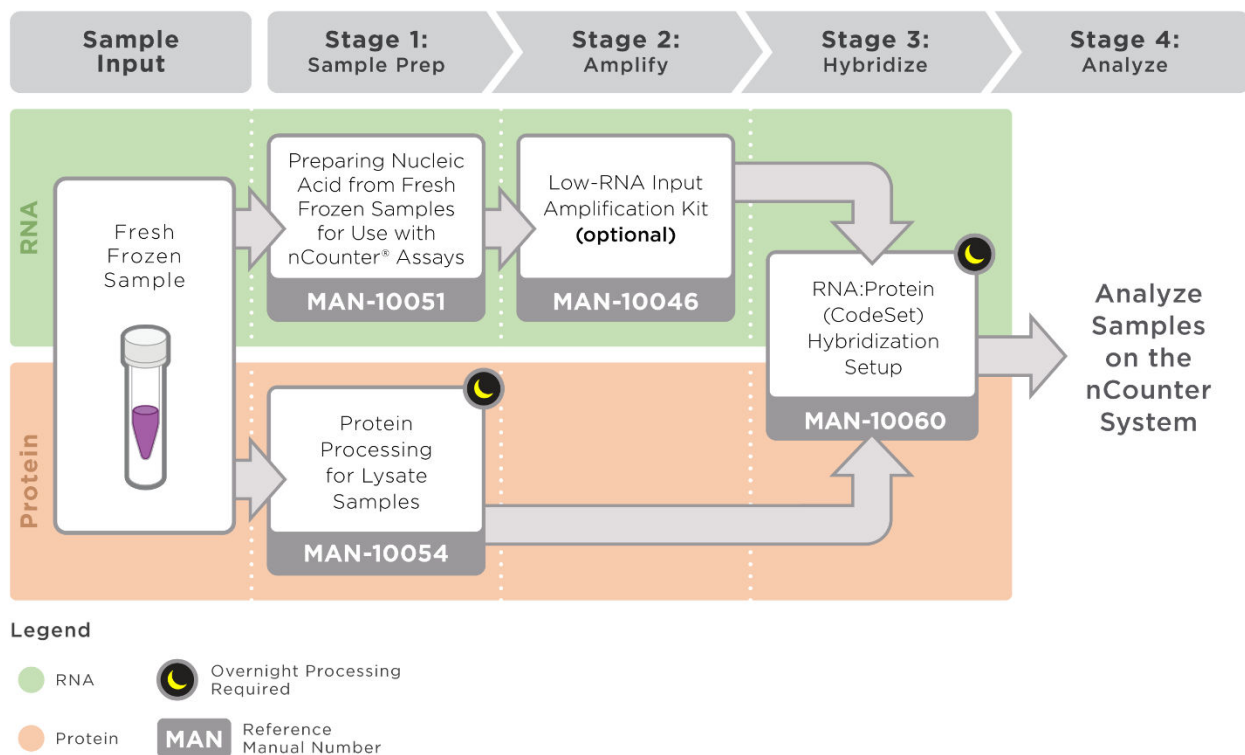 Sample
Input
Stage 1:
Sample Prep
Stage 2:
Amplify
Stage 3:
Hybridize
Stage 4:
Analyze
RNA
Fresh
Frozen
Sample
Preparing Nucleic
Acid from Fresh
Frozen Samples
for Use with
nCounter® Assays
MAN-10051
Low-RNA Input
Amplification Kit
(optional)
MAN-10046
RNA:Protein
(CodeSet)
Hybridization
Setup
MAN-10060
Analyze
Samples
on the
nCounter
System
Protein
Protein
Processing
for Lysate
Samples
MAN-10054
Legend
RNA
Overnight Processing
Required
Protein
MAN
Reference
Manual Number